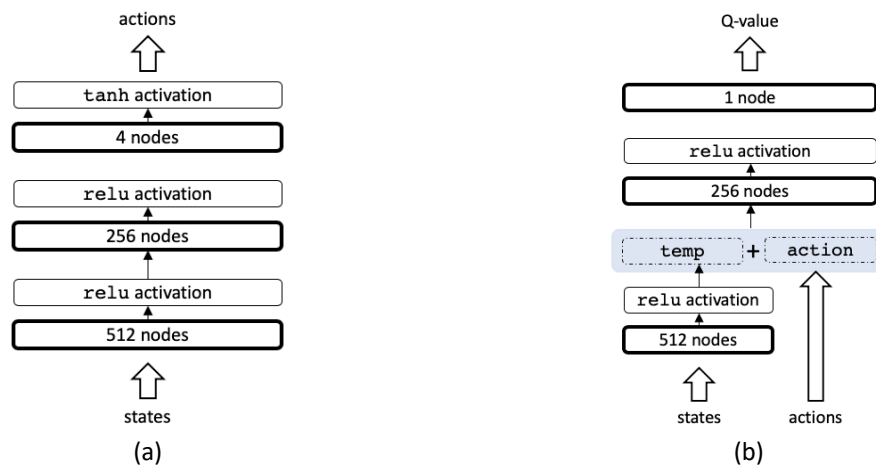 actions
tanh activation
4 nodes
relu activation
256 nodes
relu activation
512 nodes
states
(a)
Q-value
1 node
relu activation
256 nodes
temp + action
relu activation
512 nodes
states actions
(b)